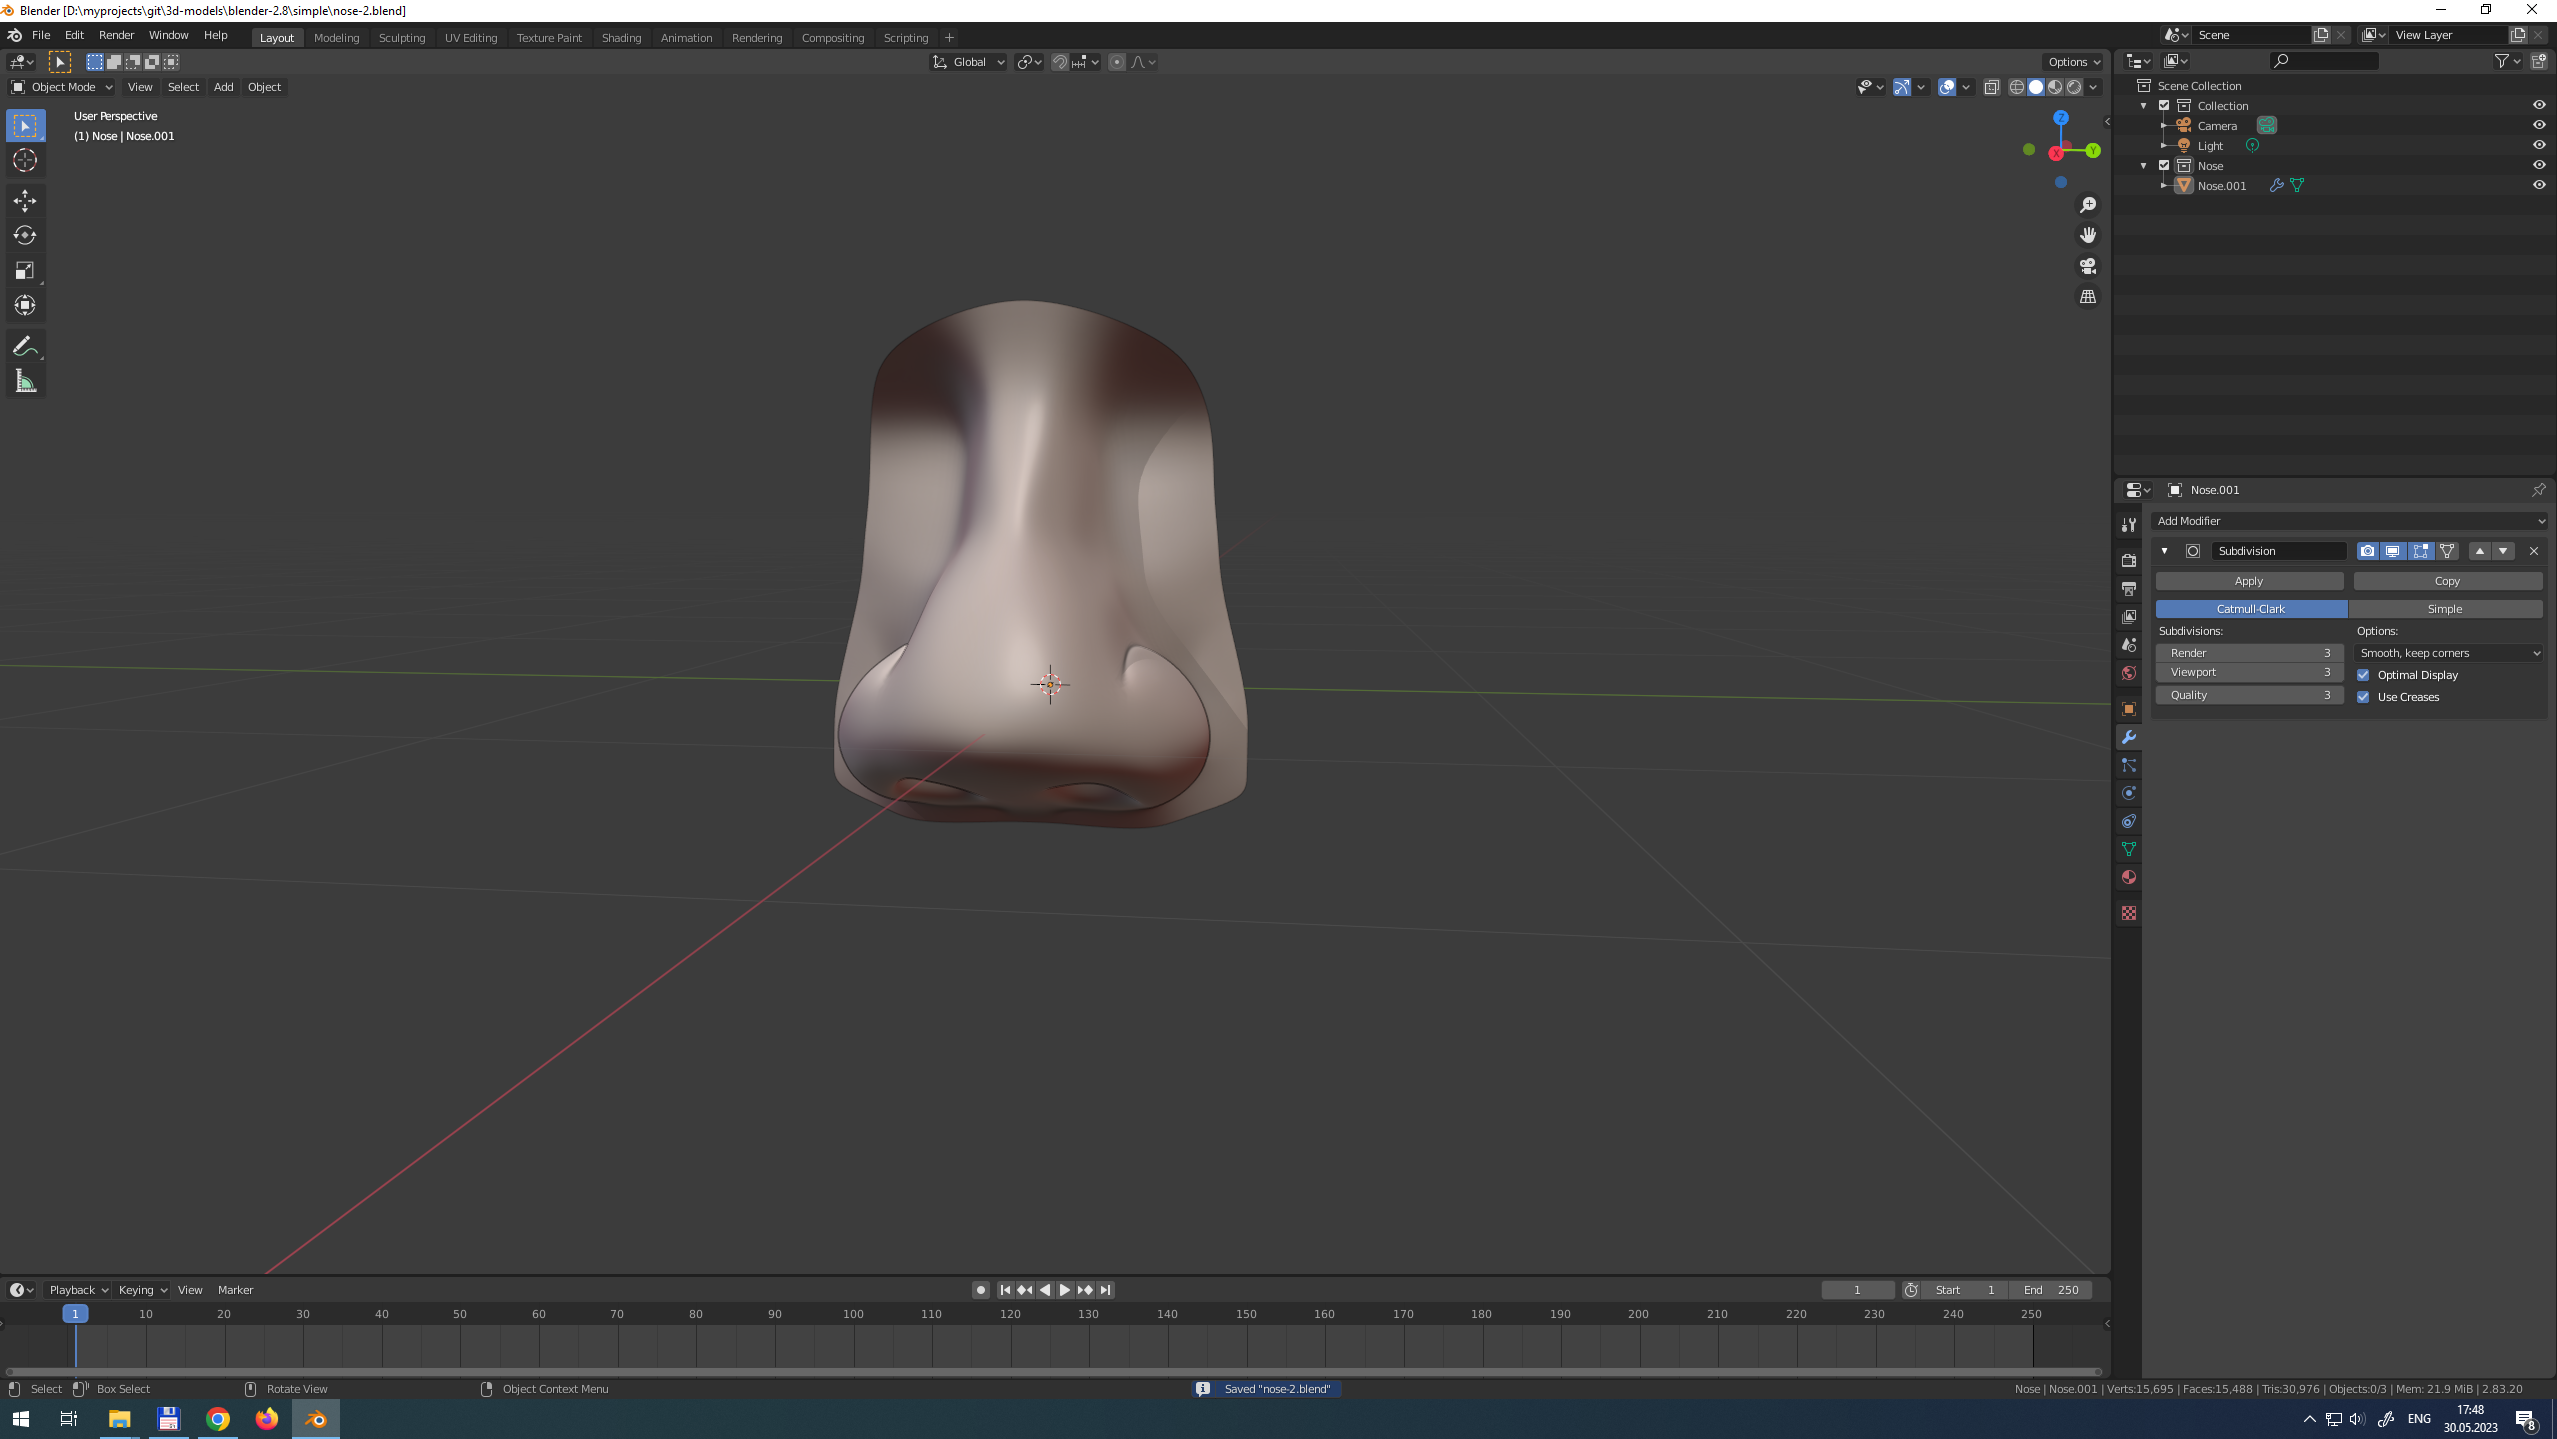 Blender [D:\myprojects\git\3d-models\blender-2.8\simple\nose-2.blend]
File Edit Render Window Help Layout Modeling Sculpting UV Editing Texture Paint Shading Animation Rendering Compositing Scripting + Scene View Layer
Global Options
Object Mode View Select Add Object
User Perspective
(1) Nose | Nose.001
Z
Y
X
Scene Collection
Collection
Camera
Light
Nose
Nose.001
Nose.001
Add Modifier
Subdivision
Apply Copy
Catmull-Clark Simple
Subdivisions: Options:
Render 3 Smooth, keep corners
Viewport 3 Optimal Display
Quality 3 Use Creases
Playback Keying View Marker 1 Start 1 End 250
1 10 20 30 40 50 60 70 80 90 100 110 120 130 140 150 160 170 180 190 200 210 220 230 240 250
Select Box Select Rotate View Object Context Menu Saved "nose-2.blend" Nose | Nose.001 | Verts:15,695 | Faces:15,488 | Tris:30,976 | Objects:0/3 | Mem: 21.9 MiB | 2.83.20
ENG 17:48
30.05.2023
8